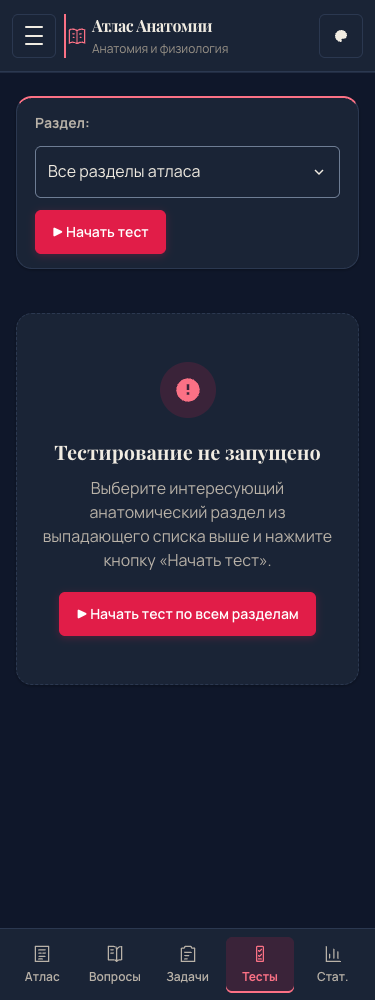 Атлас Анатомии
Анатомия и физиология
Раздел:
Все разделы атласа
Начать тест
Тестирование не запущено
Выберите интересующий
анатомический раздел из
выпадающего списка выше и нажмите
кнопку «Начать тест».
Начать тест по всем разделам
Атлас
Вопросы
Задачи
Тесты
Стат.